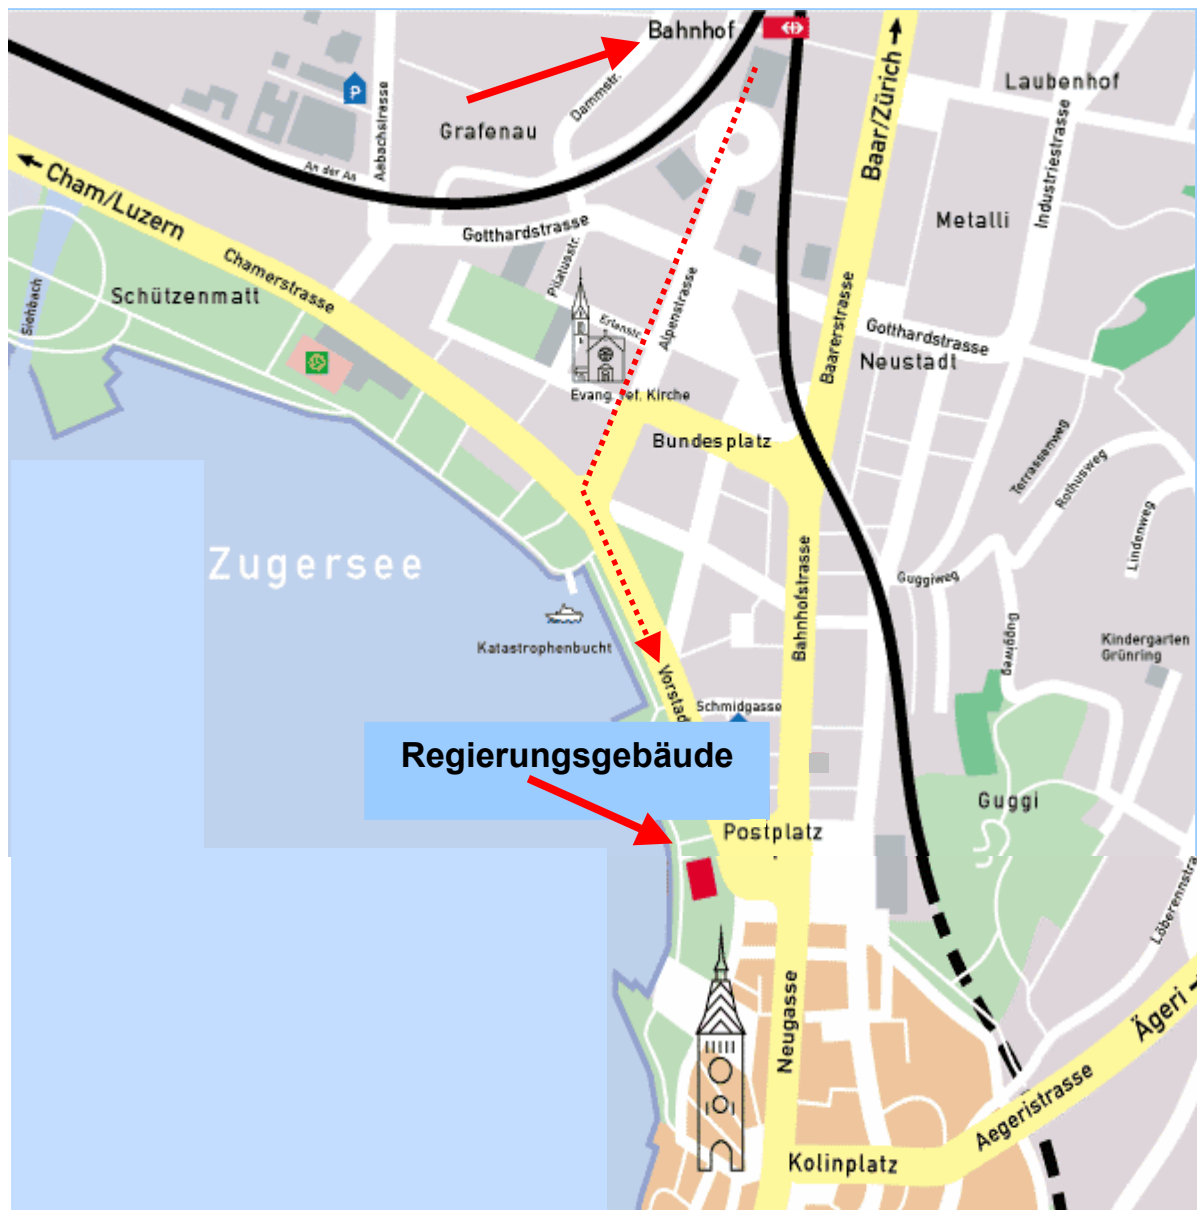 Bahnhof
Baar/Zürich
Laubenhof
Dammstr.
Grafenau
Aabachstrasse
P
Industriestrasse
An der Aa
Cham/Luzern
Metalli
Gotthardstrasse
Pilatusstr.
Chamerstrasse
Schützenmatt
Siehbach
Erlenstr.
Alpenstrasse
Baarerstrasse
Gotthardstrasse
Neustadt
Evang. ref. Kirche
Bundesplatz
Terrassenweg
Rothusweg
Lindenweg
Zugersee
Guggiweg
Bahnhofstrasse
Guggiweg
Katastrophenbucht
Kindergarten
Grünring
Vorstad
Schmidgasse
Regierungsgebäude
Guggi
Postplatz
Löberennstra
Neugasse
Ägeri
Aegeristrasse
Kolinplatz